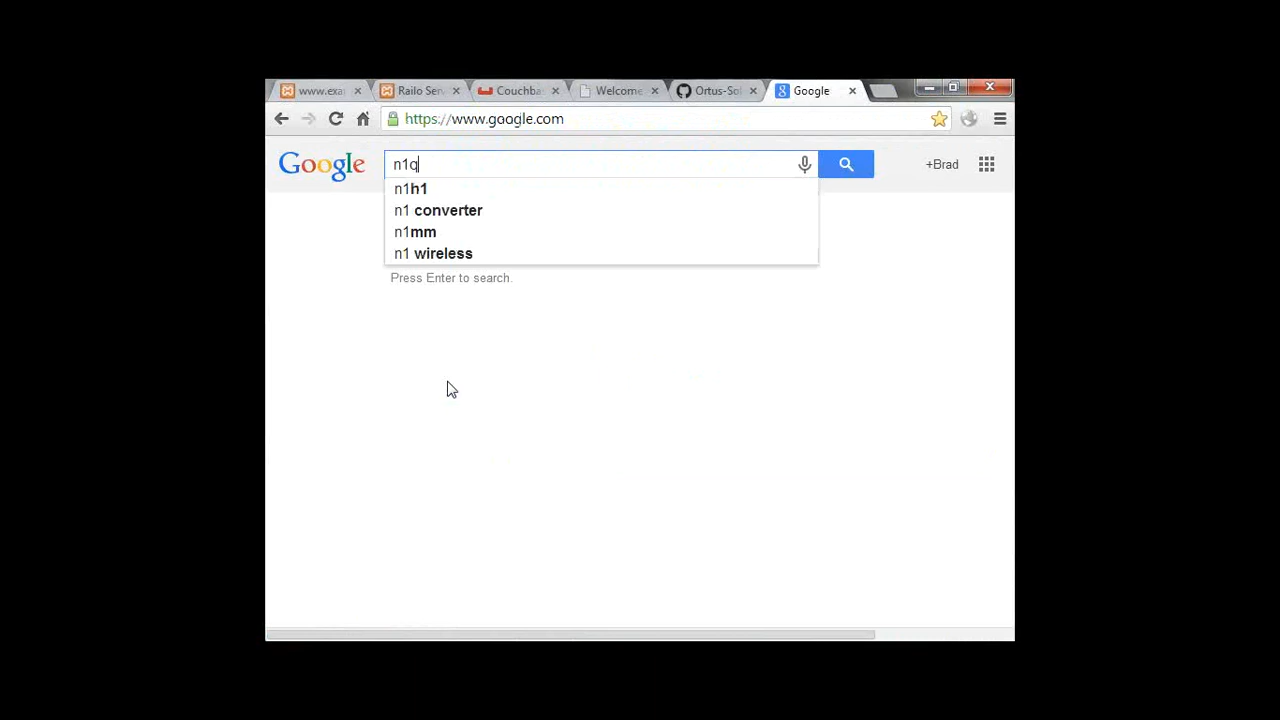 www.exa
Railo Serv
Couchba
Welcome
Ortus-Sol
Google
https://www.google.com
Google
n1q
+Brad
n1h1
n1 converter
n1mm
n1 wireless
Press Enter to search.